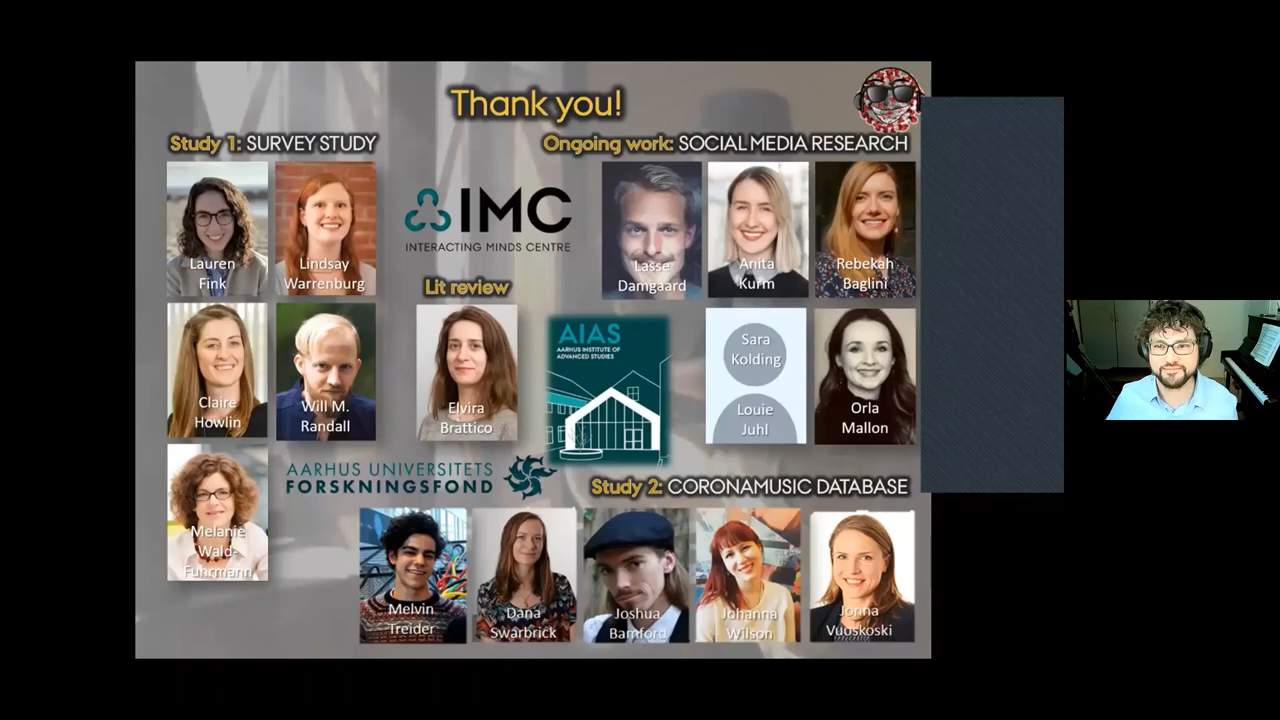 Thank you!
Study 1: SURVEY STUDY
Ongoing work: SOCIAL MEDIA RESEARCH
Lauren
Fink
Lindsay
Warrenburg
IMC
INTERACTING MINDS CENTRE
Lasse
Damgaard
Anita
Kurm
Rebekah
Baglini
Lit review
Claire
Howlin
Will M.
Randall
Elvira
Brattico
AIAS
AARHUS INSTITUTE OF
ADVANCED STUDIES
Sara
Kolding
Louie
Juhl
Orla
Mallon
Melanie
Wald-
Fuhrmann
AARHUS UNIVERSITETS
FORSKNINGSFOND
Study 2: CORONAMUSIC DATABASE
Melvin
Treider
Dana
Swarbrick
Joshua
Bamford
Johanna
Wilson
Jonna
Vuoskoski